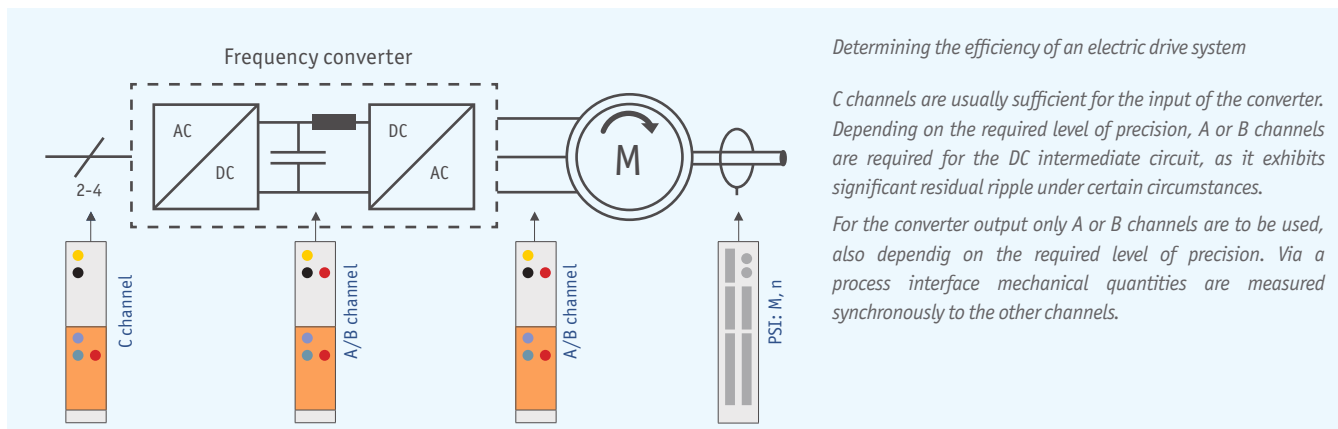 Frequency converter
AC
DC
DC
AC
M
2-4
C channel
A/B channel
A/B channel
PSI: M, n
Determining the efficiency of an electric drive system
C channels are usually sufficient for the input of the converter.
Depending on the required level of precision, A or B channels
are required for the DC intermediate circuit, as it exhibits
significant residual ripple under certain circumstances.
For the converter output only A or B channels are to be used,
also dependig on the required level of precision. Via a
process interface mechanical quantities are measured
synchronously to the other channels.